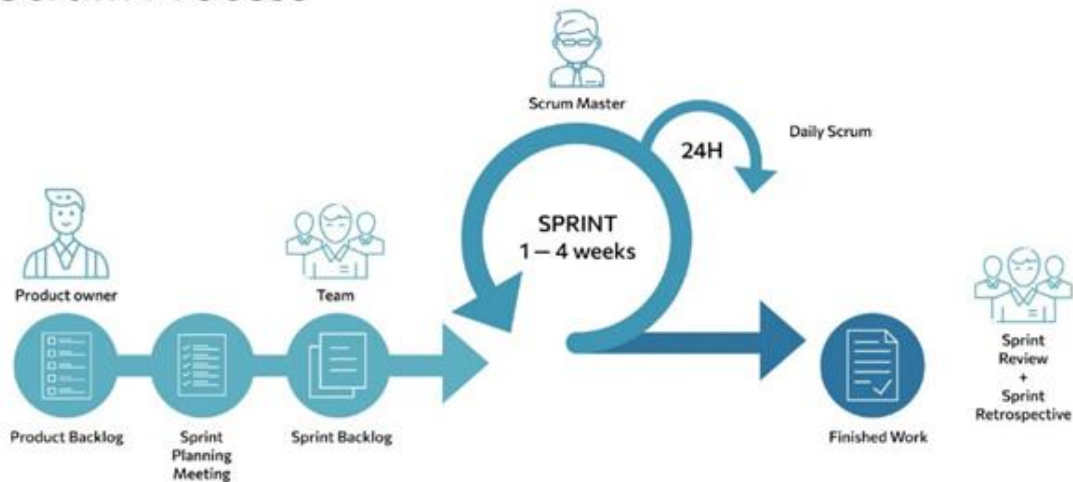 Scrum Master
Daily Scrum
24H
SPRINT
1 – 4 weeks
Product owner
Team
Product Backlog
Sprint
Planning
Meeting
Sprint Backlog
Finished Work
Sprint
Review
+
Sprint
Retrospective